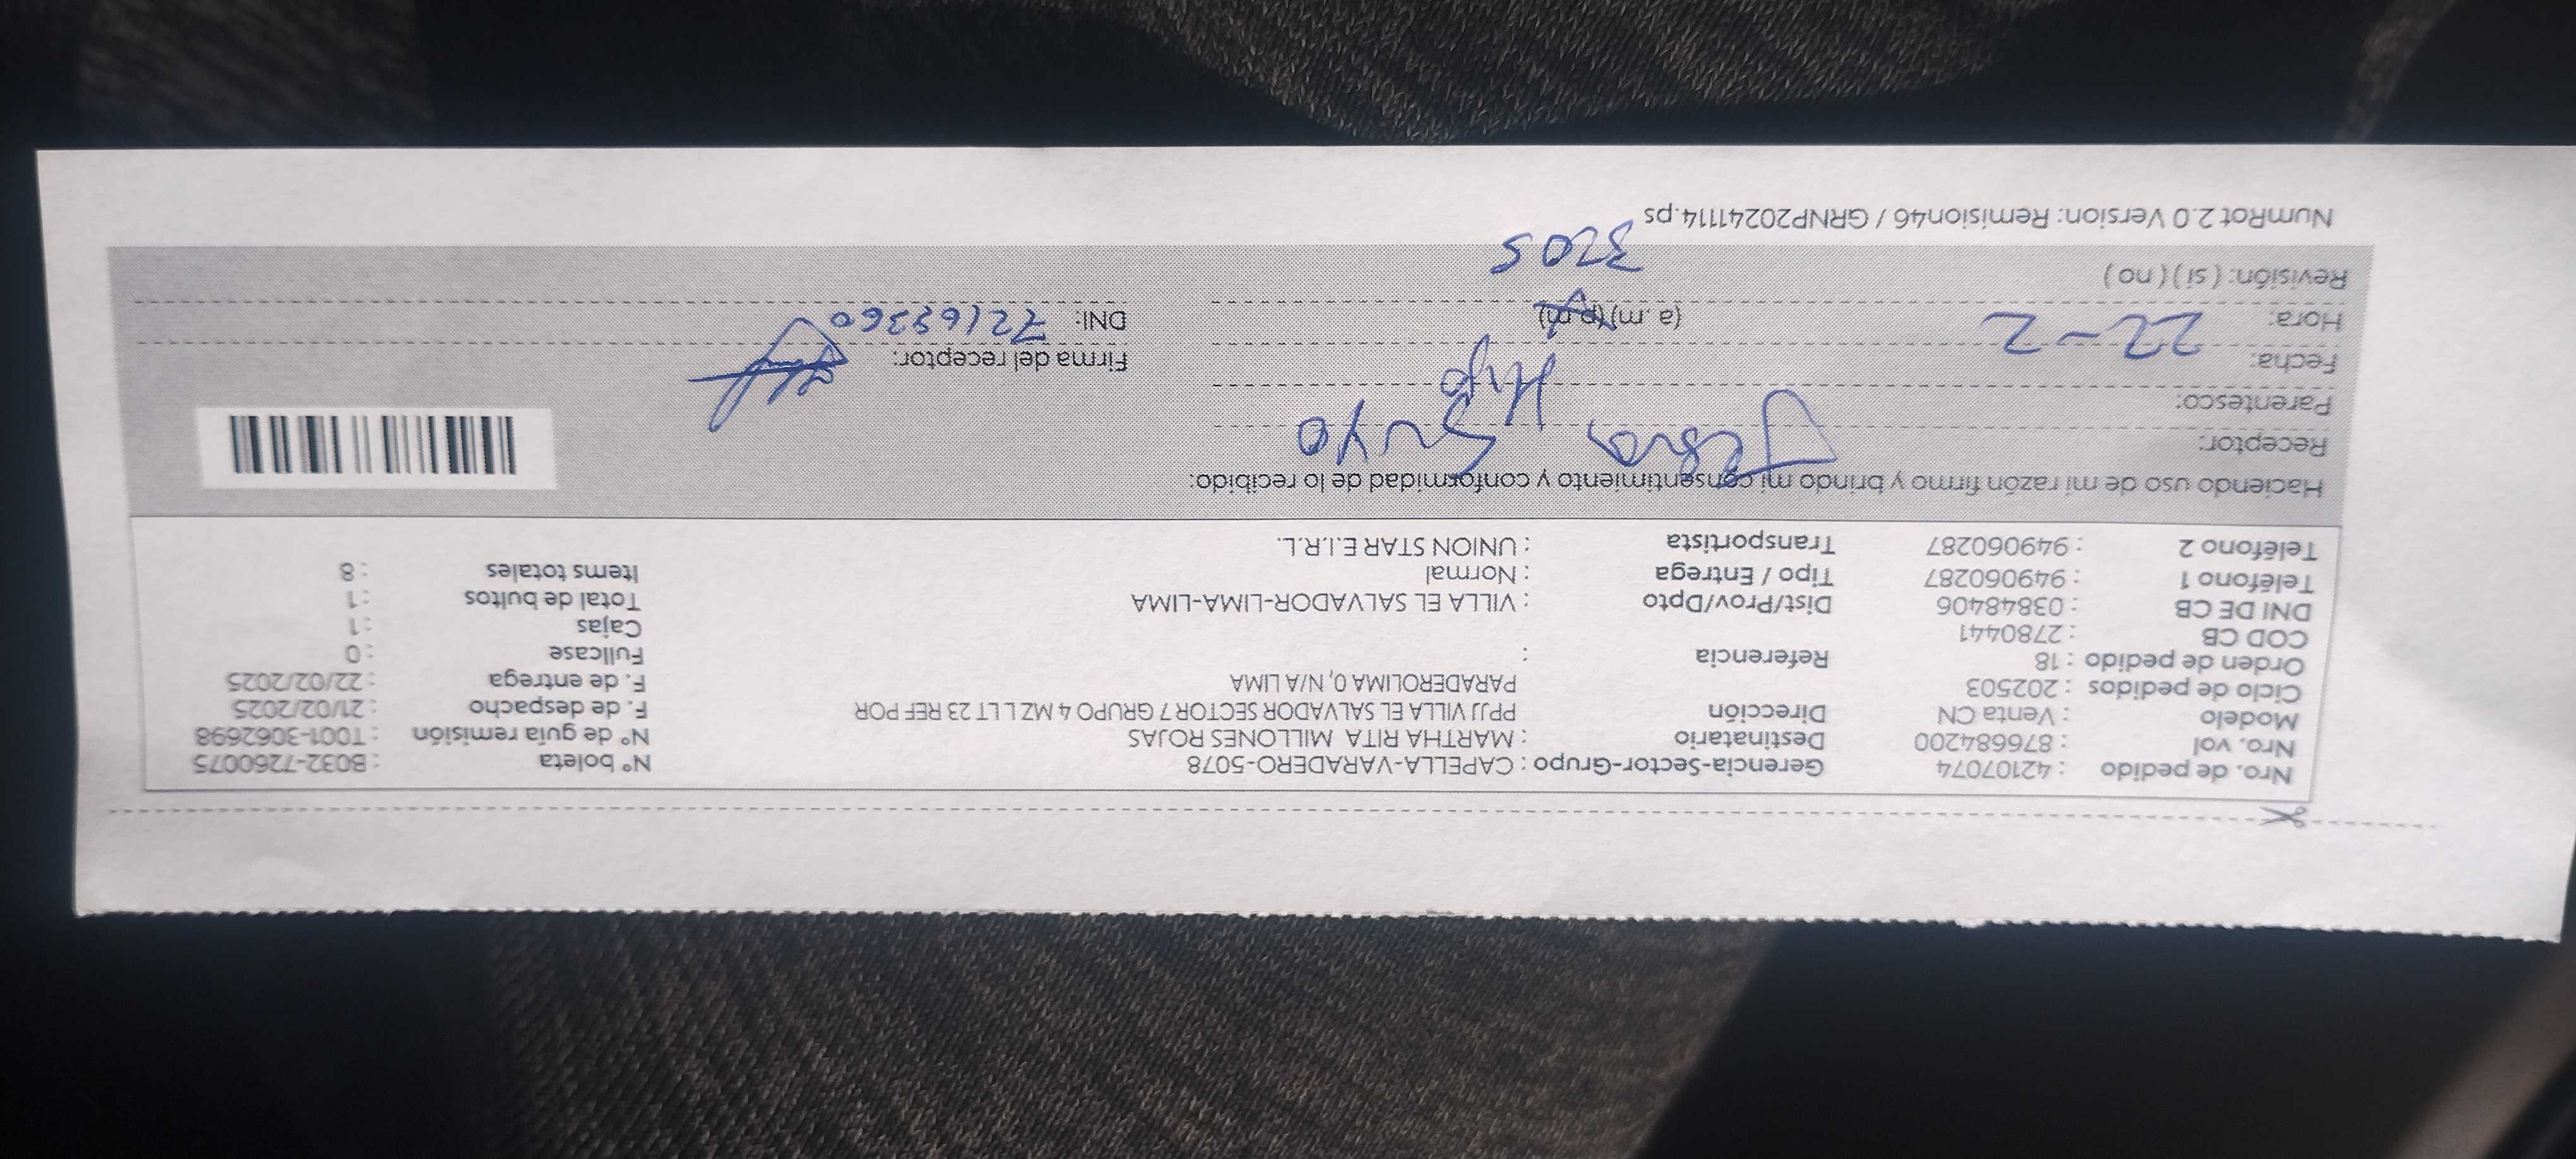 Nro. de pedido : 42107074 Gerencia-Sector-Grupo : CAPELLA-VARADERO-5078 N° boleta : B032-7260075
Nro. vol : 876684200 Destinatario : MARTHA RITA MILLONES ROJAS N° de guía remisión : T001-3062698
Modelo : Venta CN Dirección PPJJ VILLA EL SALVADOR SECTOR 7 GRUPO 4 MZ L LT 23 REF POR F. de despacho : 21/02/2025
Ciclo de pedidos : 202503 PARADEROLIMA 0, N/A LIMA F. de entrega : 22/02/2025
Orden de pedido : 18 Referencia : Fullcase : 0
COD CB : 2780441 Cajas : 1
DNI DE CB : 03848406 Dist/Prov/Dpto : VILLA EL SALVADOR-LIMA-LIMA Total de bultos : 1
Teléfono 1 : 949060287 Tipo / Entrega : Normal Items totales : 8
Teléfono 2 : 949060287 Transportista : UNION STAR E.I.R.L.
Haciendo uso de mi razón firmo y brindo mi consentimiento y conformidad de lo recibido:
Receptor: Suyo
Parentesco: Hijo
Fecha: 22-2 Firma del receptor:
Hora: (a.m) (p.m) DNI: 72163360
Revisión: ( si ) ( no )
NumRot 2.0 Version: Remision46 / GRNP20241114.ps